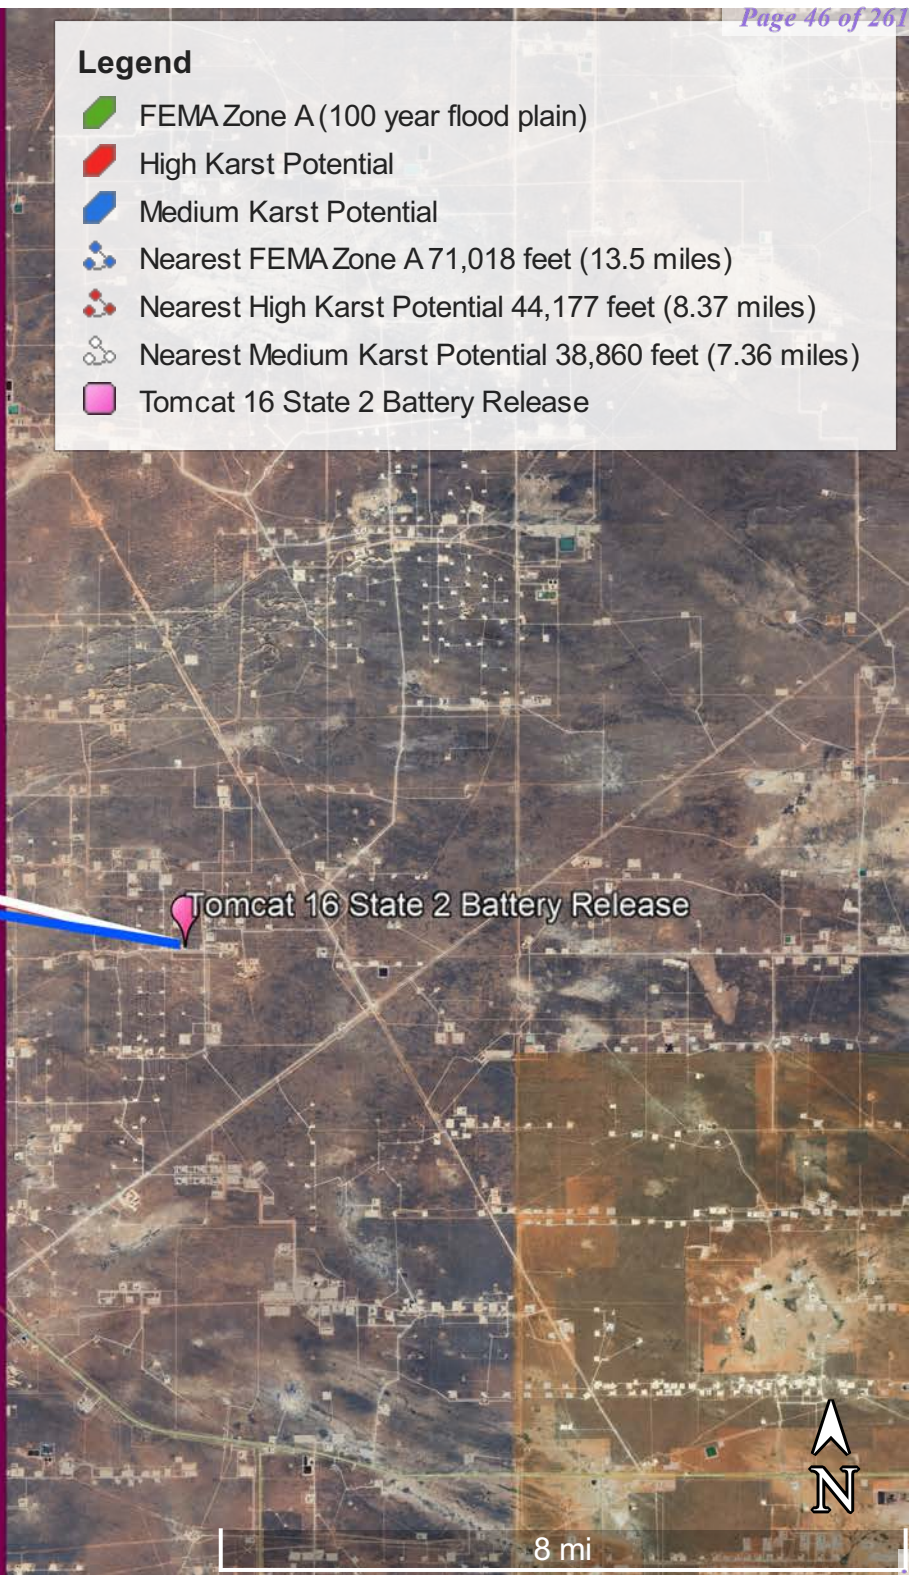 Page 46 of 261
Legend
FEMA Zone A (100 year flood plain)
High Karst Potential
Medium Karst Potential
Nearest FEMA Zone A 71,018 feet (13.5 miles)
Nearest High Karst Potential 44,177 feet (8.37 miles)
Nearest Medium Karst Potential 38,860 feet (7.36 miles)
Tomcat 16 State 2 Battery Release
Tomcat 16 State 2 Battery Release
N
8 mi